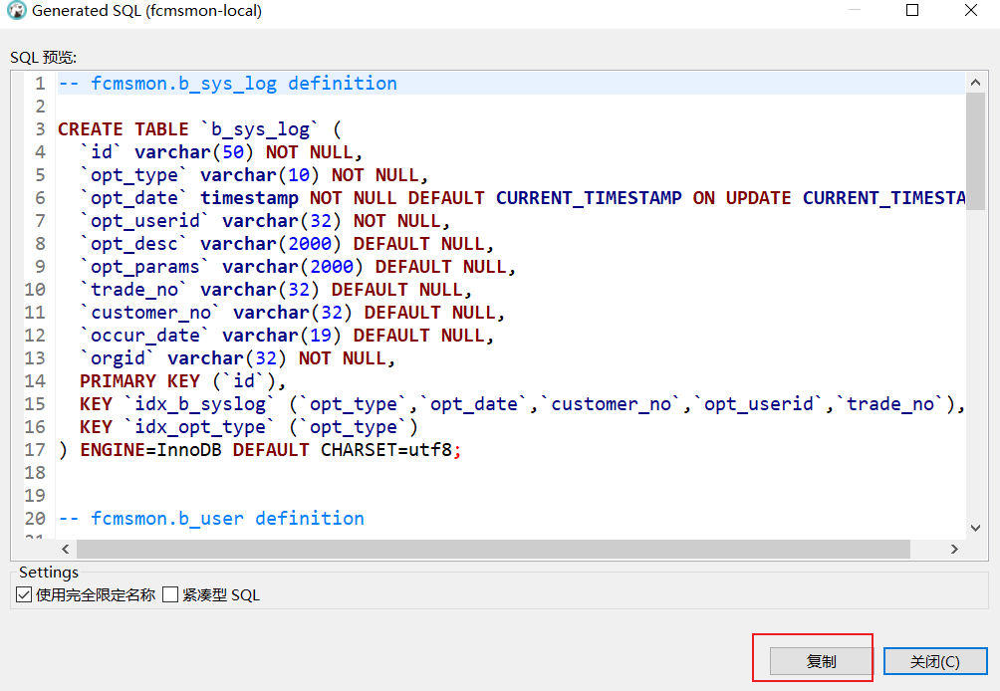 Generated SQL (fcmsmon-local)
SQL 预览:
1 -- fcmsmon.b_sys_log definition
2
3 CREATE TABLE `b_sys_log` (
4 `id` varchar(50) NOT NULL,
5 `opt_type` varchar(10) NOT NULL,
6 `opt_date` timestamp NOT NULL DEFAULT CURRENT_TIMESTAMP ON UPDATE CURRENT_TIMESTA
7 `opt_userid` varchar(32) NOT NULL,
8 `opt_desc` varchar(2000) DEFAULT NULL,
9 `opt_params` varchar(2000) DEFAULT NULL,
10 `trade_no` varchar(32) DEFAULT NULL,
11 `customer_no` varchar(32) DEFAULT NULL,
12 `occur_date` varchar(19) DEFAULT NULL,
13 `orgid` varchar(32) NOT NULL,
14 PRIMARY KEY (`id`),
15 KEY `idx_b_syslog` (`opt_type`,`opt_date`,`customer_no`,`opt_userid`,`trade_no`),
16 KEY `idx_opt_type` (`opt_type`)
17 ) ENGINE=InnoDB DEFAULT CHARSET=utf8;
18
19
20 -- fcmsmon.b_user definition
Settings
使用完全限定名称 紧凑型 SQL
复制 关闭(C)